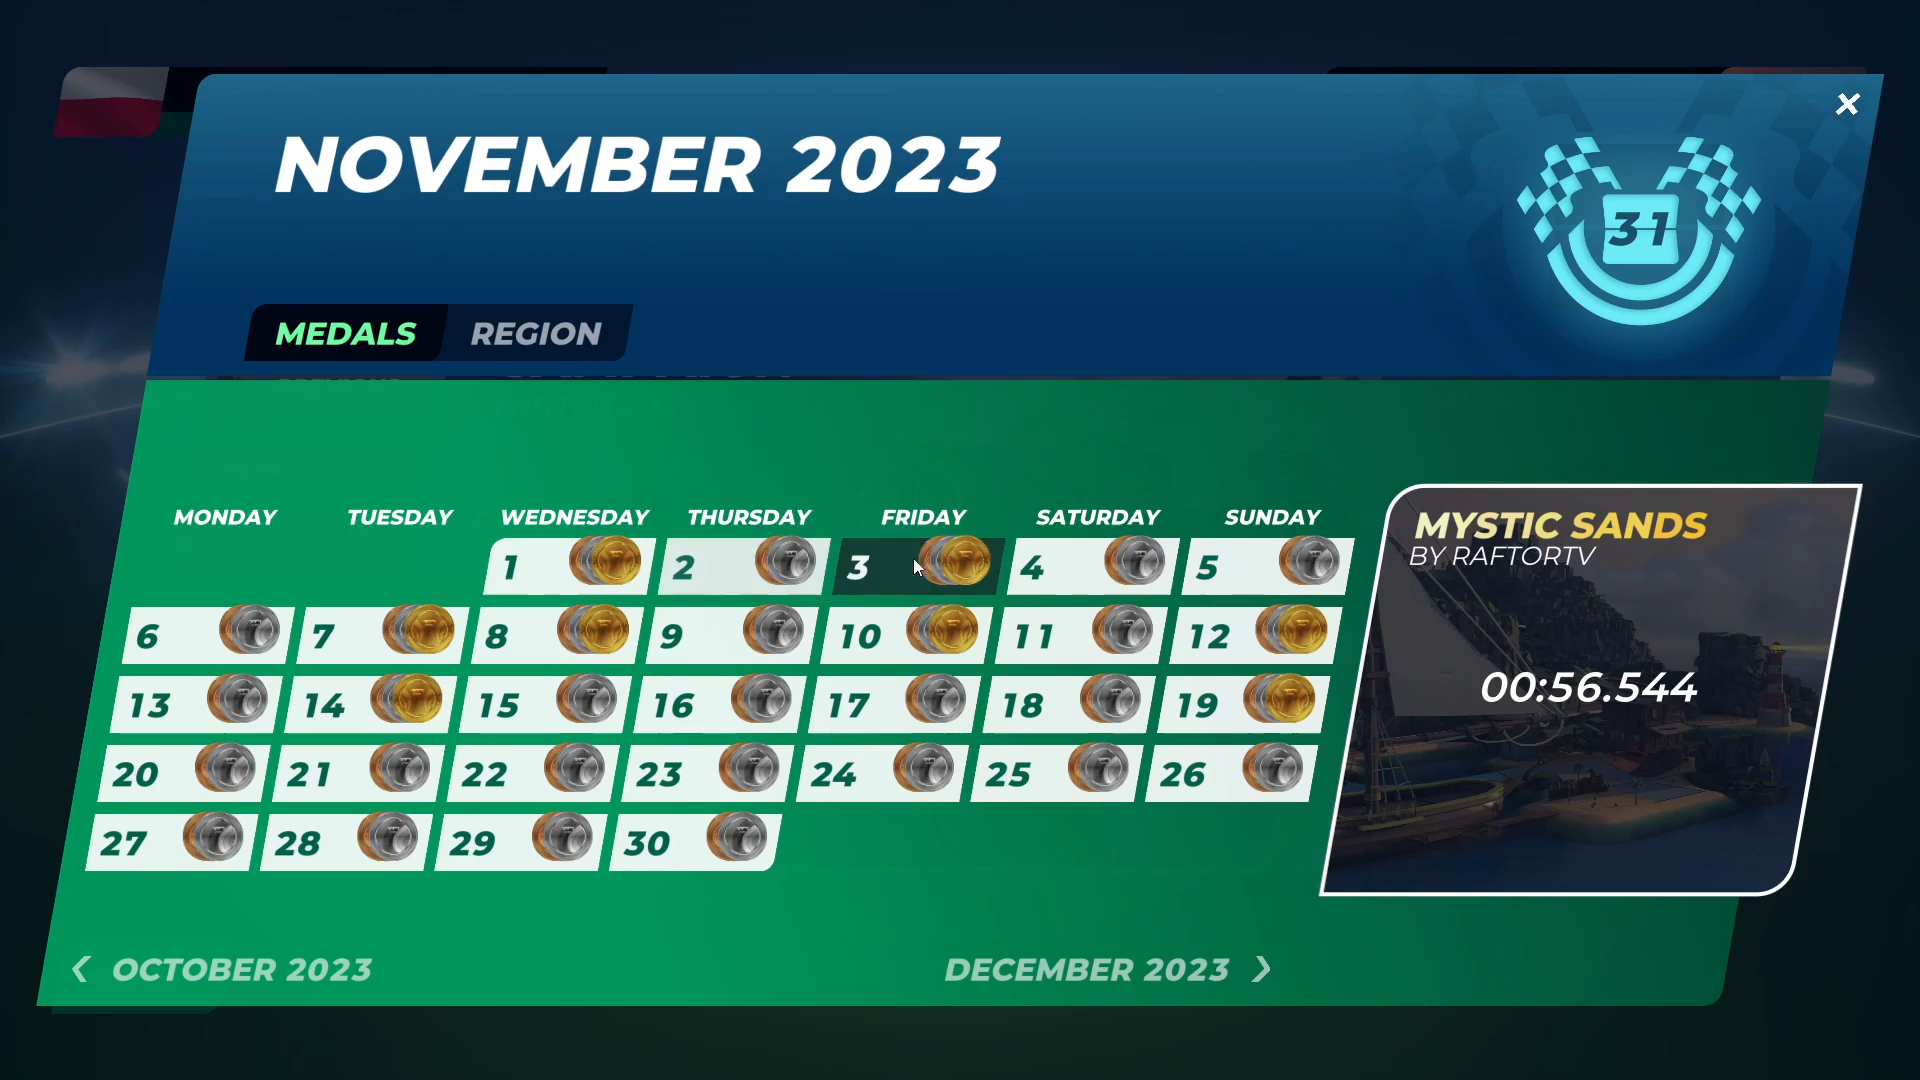 NOVEMBER 2023
31
MEDALS REGION
MONDAY TUESDAY WEDNESDAY THURSDAY FRIDAY SATURDAY SUNDAY
1 2 3 4 5
6 7 8 9 10 11 12
13 14 15 16 17 18 19
20 21 22 23 24 25 26
27 28 29 30
MYSTIC SANDS
BY RAFTORTV
00:56.544
OCTOBER 2023 DECEMBER 2023